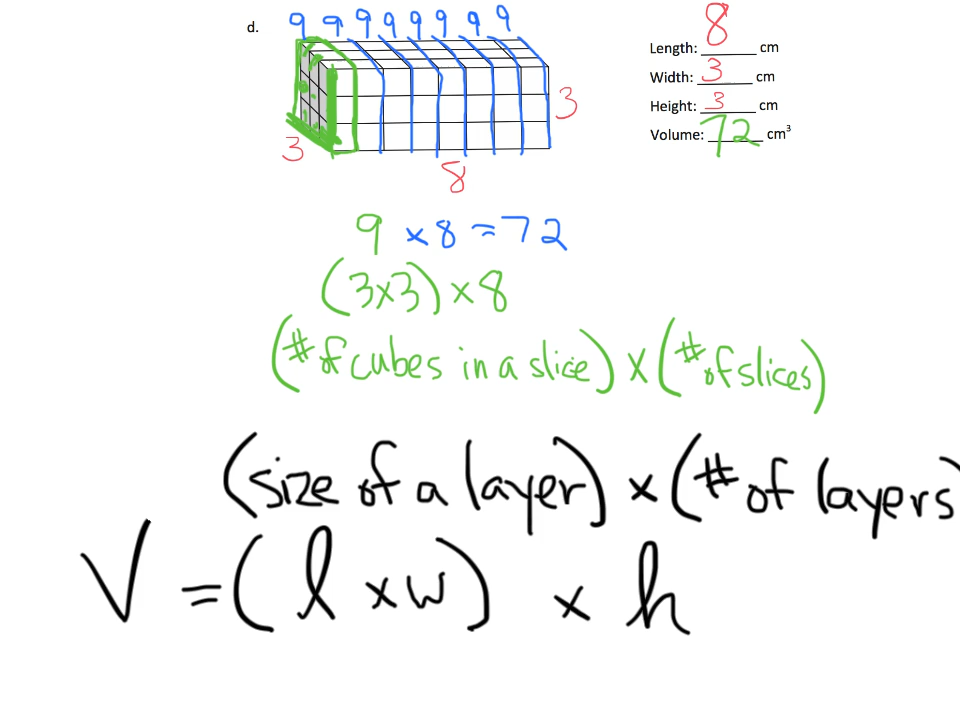 d.
9 9 9 9 9 9 9 9
3
3
8
Length: 8 cm
Width: 3 cm
Height: 3 cm
Volume: 72 cm³
9 × 8 = 72
(3×3) × 8
(# of cubes in a slice) × (# of slices)
(size of a layer) × (# of layers)
V = (l × w) × h